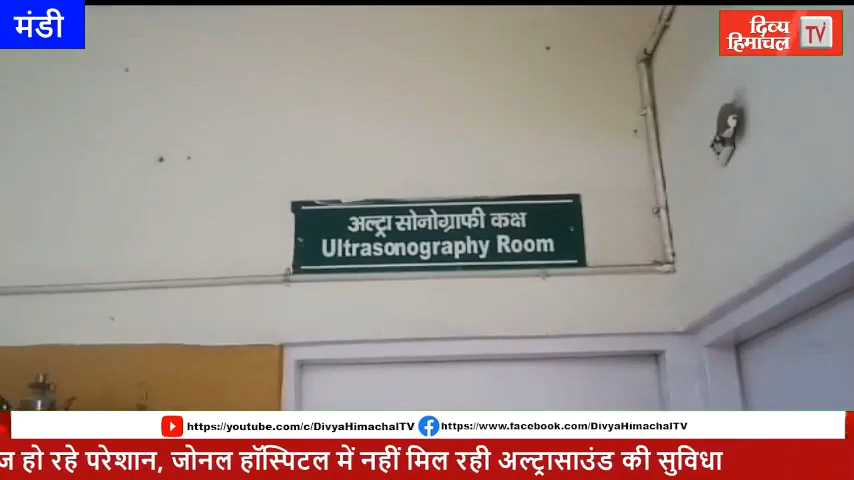 मंडी
दिव्य
हिमाचल TV
अल्ट्रा सोनोग्राफी कक्ष
Ultrasonography Room
https://youtube.com/c/DivyaHimachalTV https://www.facebook.com/DivyaHimachalTV
हो रहे परेशान, जोनल हॉस्पिटल में नहीं मिल रही अल्ट्रासाउंड की सुविधा